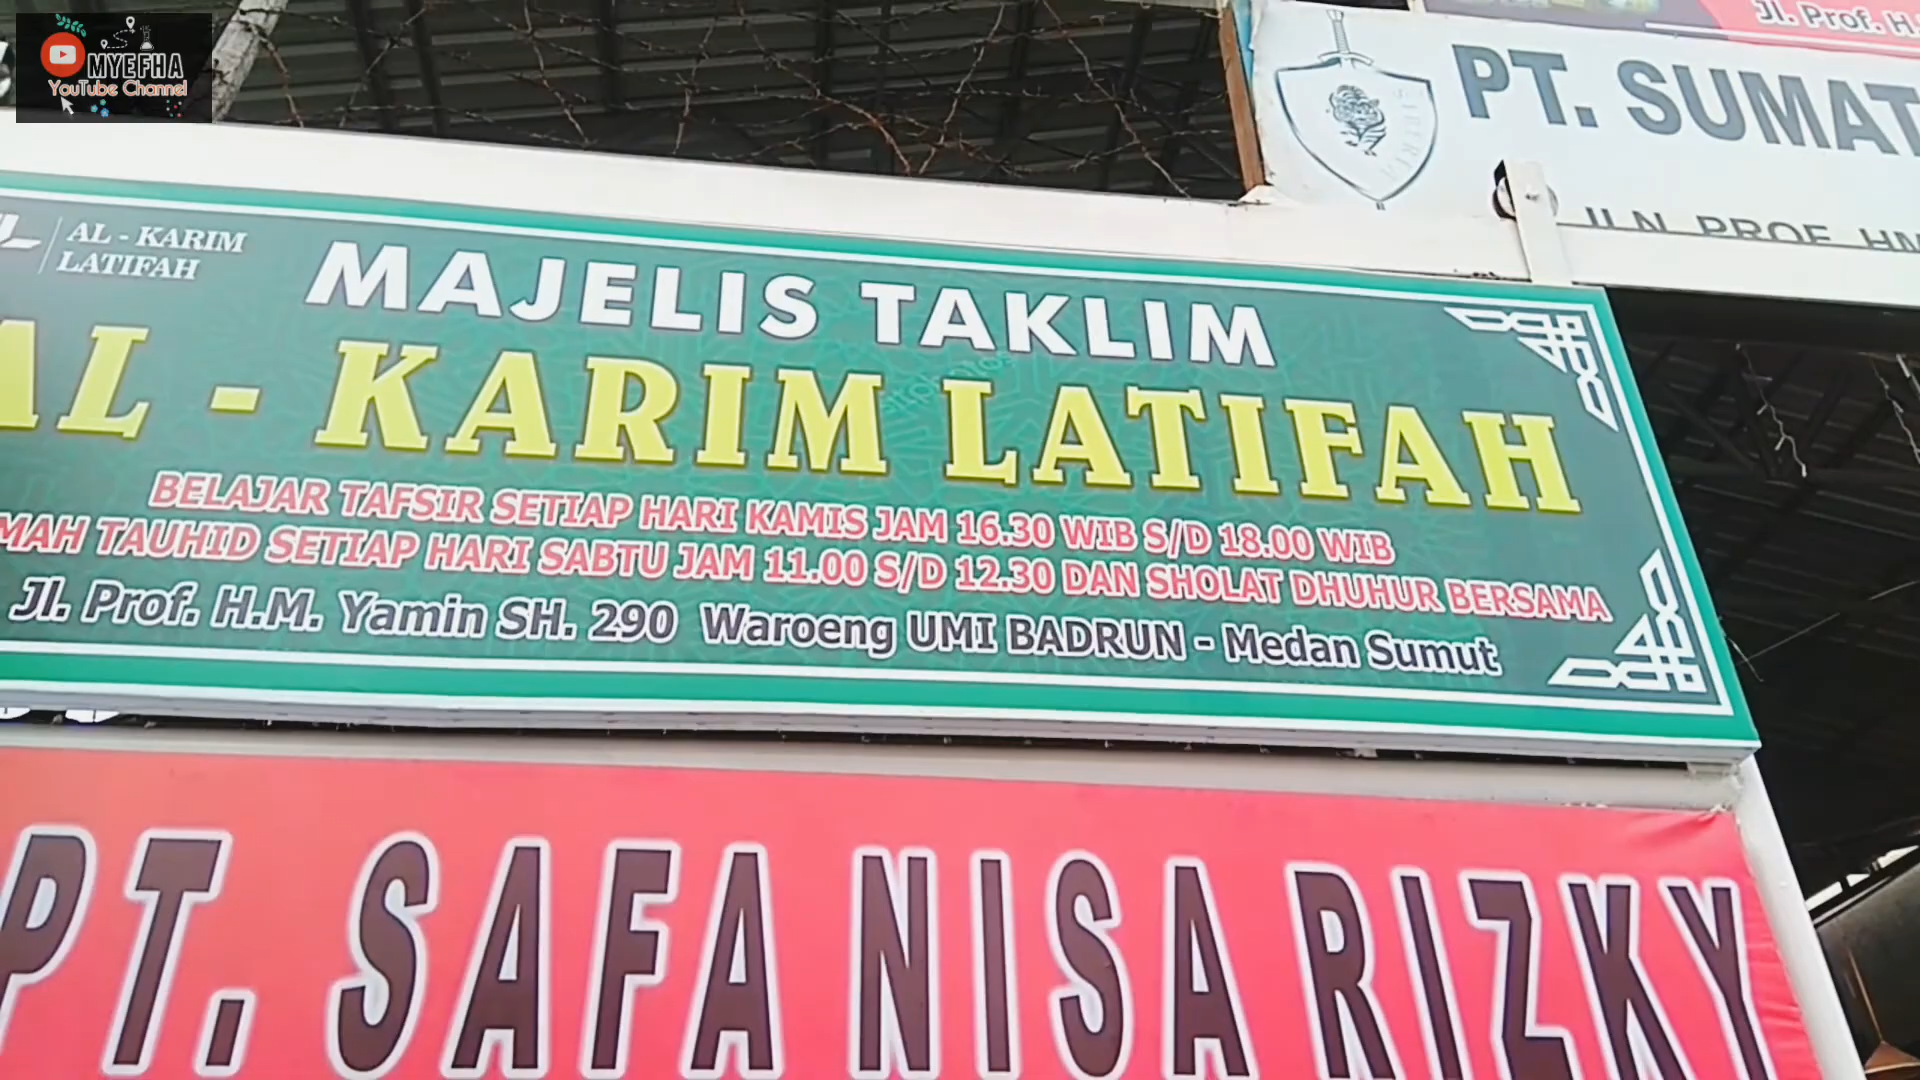 MYEFHA
YouTube Channel
Jl. Prof. H.
PT. SUMAT
JLN. PROF. HM
AL - KARIM
LATIFAH
MAJELIS TAKLIM
AL - KARIM LATIFAH
BELAJAR TAFSIR SETIAP HARI KAMIS JAM 16.30 WIB S/D 18.00 WIB
MAH TAUHID SETIAP HARI SABTU JAM 11.00 S/D 12.30 DAN SHOLAT DHUHUR BERSAMA
Jl. Prof. H.M. Yamin SH. 290 Waroeng UMI BADRUN - Medan Sumut
PT. SAFA NISA RIZKY